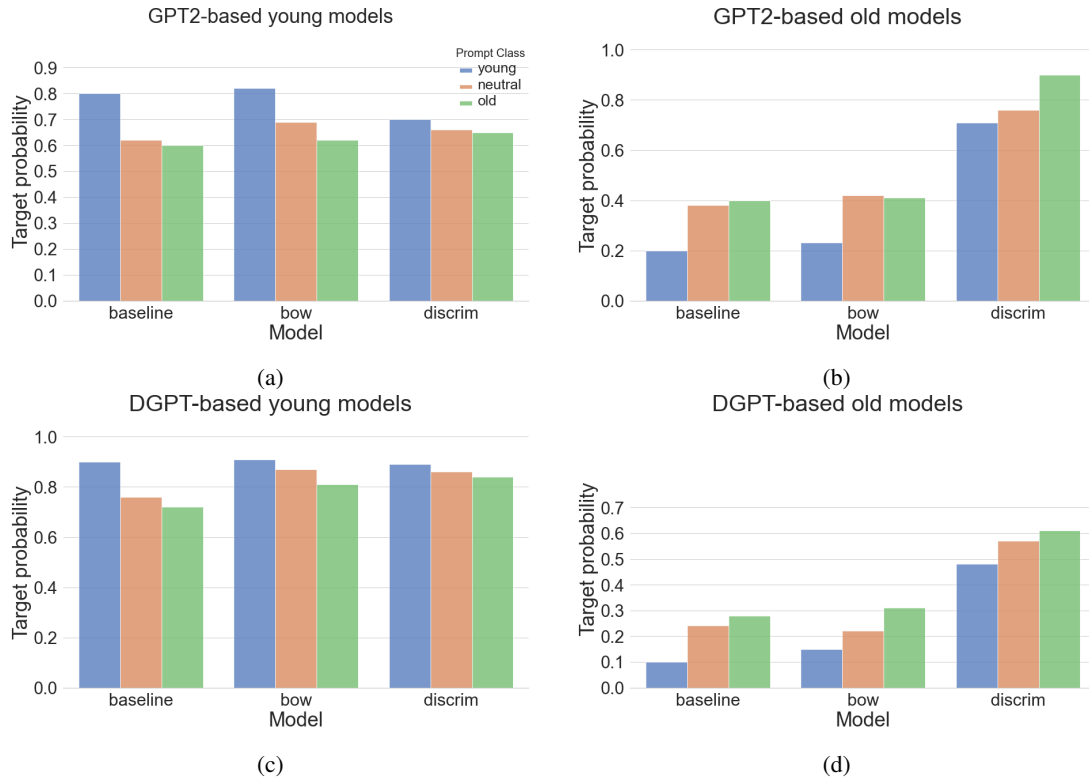 GPT2-based young models
Target probability
0.9
0.8
0.7
0.6
0.5
0.4
0.3
0.2
0.1
0.0
Prompt Class
young
neutral
old
baseline bow discrim
Model
(a)
GPT2-based old models
Target probability
1.0
0.8
0.6
0.4
0.2
0.0
baseline bow discrim
Model
(b)
DGPT-based young models
Target probability
1.0
0.8
0.6
0.4
0.2
0.0
baseline bow discrim
Model
(c)
DGPT-based old models
Target probability
0.7
0.6
0.5
0.4
0.3
0.2
0.1
0.0
baseline bow discrim
Model
(d)